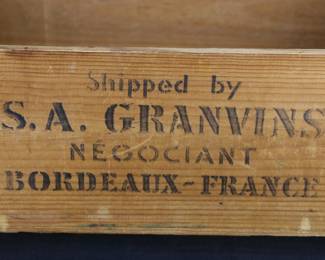 Shipped by
S.A. GRANVINS
NÉGOCIANT
BORDEAUX-FRANCE